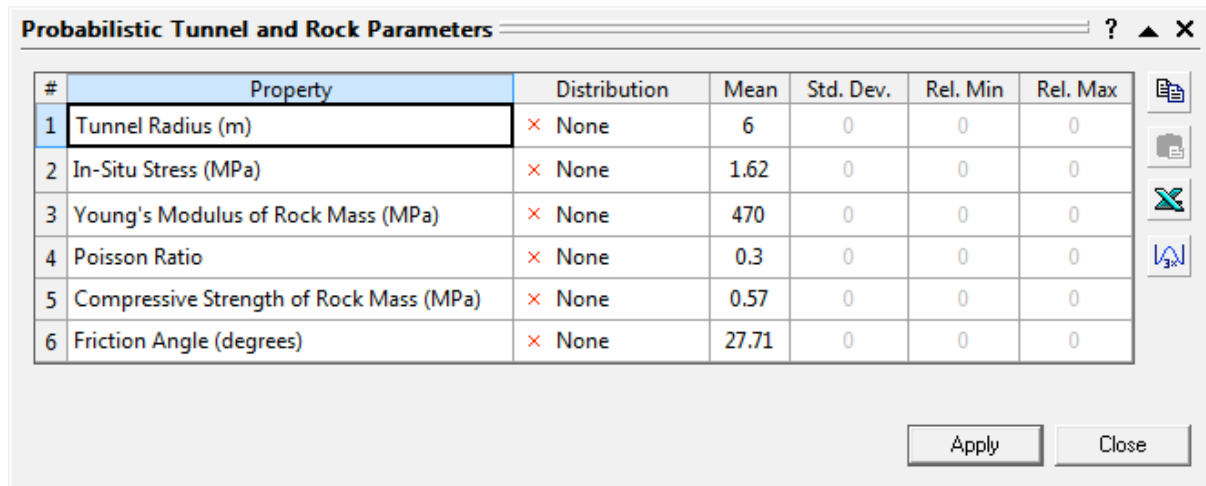 Probabilistic Tunnel and Rock Parameters ? ▲ X
# Property Distribution Mean Std. Dev. Rel. Min Rel. Max
1 Tunnel Radius (m) × None 6 0 0 0
2 In-Situ Stress (MPa) × None 1.62 0 0 0
3 Young's Modulus of Rock Mass (MPa) × None 470 0 0 0
4 Poisson Ratio × None 0.3 0 0 0
5 Compressive Strength of Rock Mass (MPa) × None 0.57 0 0 0
6 Friction Angle (degrees) × None 27.71 0 0 0
3x
Apply Close